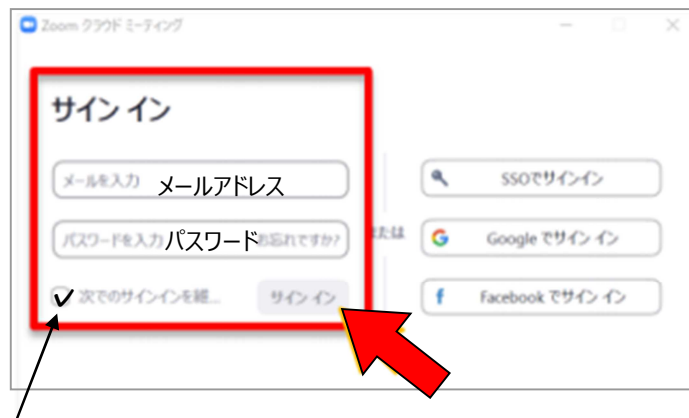 Zoom クラウド ミーティング
サイン イン
メールを入力 メールアドレス
パスワードを入力 パスワード お忘れですか?
次でのサインインを維...
サイン イン
または
SSOでサインイン
Google でサイン イン
Facebook でサイン イン